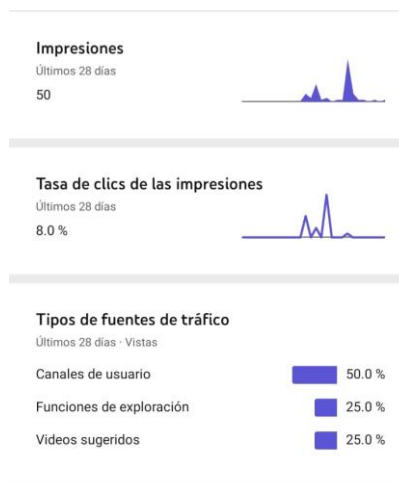 Impresiones
Últimos 28 días
50
Tasa de clics de las impresiones
Últimos 28 días
8.0 %
Tipos de fuentes de tráfico
Últimos 28 días · Vistas
Canales de usuario 50.0 %
Funciones de exploración 25.0 %
Videos sugeridos 25.0 %